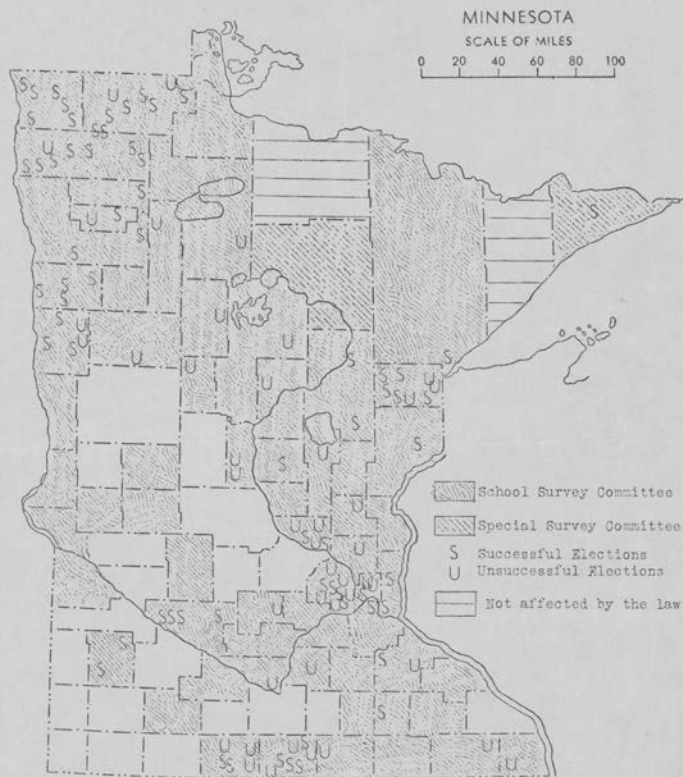 MINNESOTA
SCALE OF MILES
0 20 40 60 80 100
School Survey Committee
Special Survey Committee
S Successful Elections
U Unsuccessful Elections
Not affected by the law